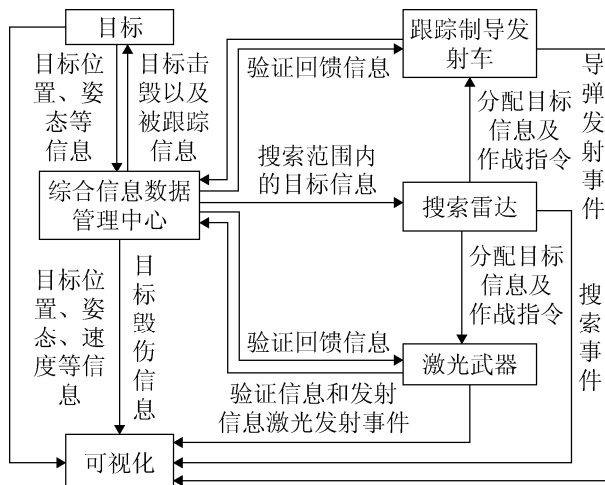 目标
跟踪制导发
射车
目标位
置、姿
态等
信息
目标击
毁以及
被跟踪
信息
验证回馈信息
分配目标
信息及
作战指令
导弹发射事件
综合信息数据
管理中心
搜索范围内
的目标信息
搜索雷达
目标位
置、姿
态、速
度等信
息
目标毁伤信息
分配目标
信息及
作战指令
搜索事件
验证回馈信息
激光武器
验证信息和发射
信息激光发射事件
可视化